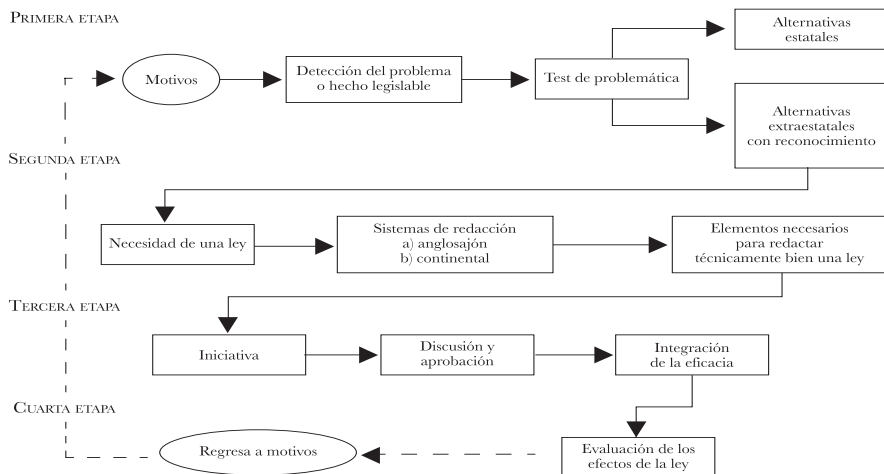 PRIMERA ETAPA
Motivos
Detección del problema
o hecho legislable
Test de problemática
Alternativas
estatales
Alternativas
extraestatales
con reconocimiento
SEGUNDA ETAPA
Necesidad de una ley
Sistemas de redacción
a) anglosajón
b) continental
Elementos necesarios
para redactar
técnicamente bien una ley
TERCERA ETAPA
Iniciativa
Discusión y
aprobación
Integración
de la eficacia
CUARTA ETAPA
Regresa a motivos
Evaluación de los
efectos de la ley